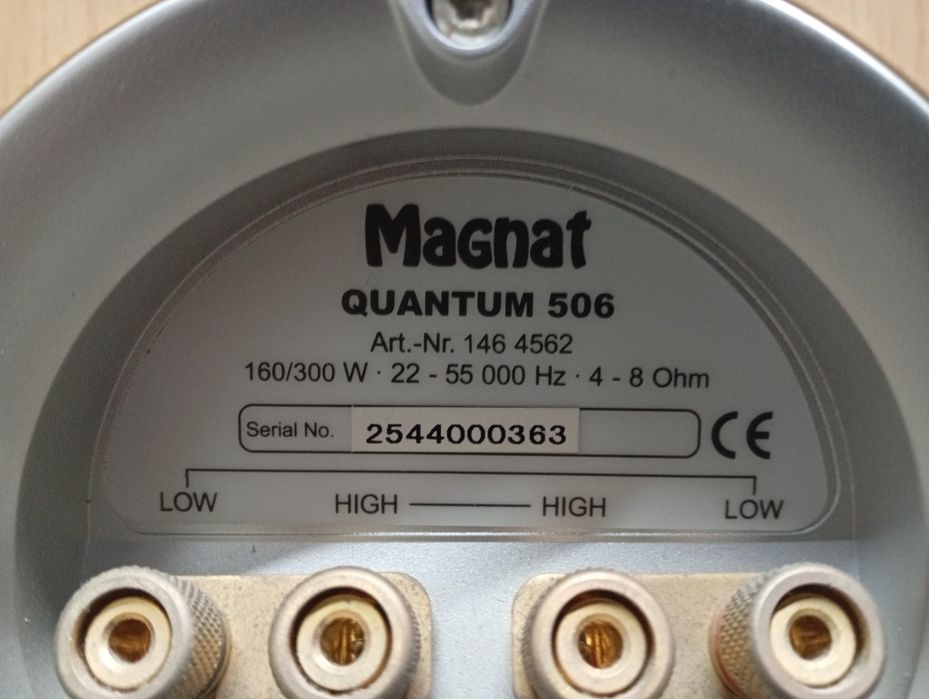 Magnat
QUANTUM 506
Art.-Nr. 146 4562
160/300 W · 22 - 55 000 Hz · 4 - 8 Ohm
Serial No. 2544000363 CE
LOW HIGH HIGH LOW